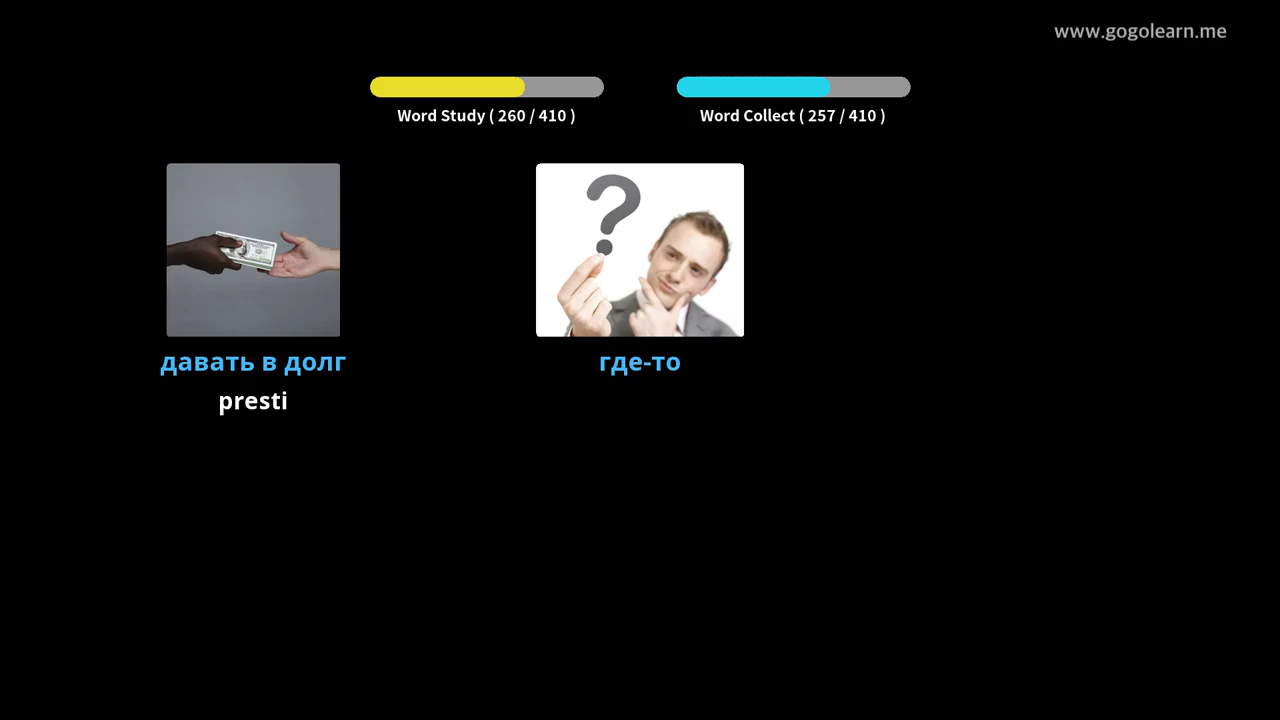 www.gogolearn.me
Word Study ( 260 / 410 )
Word Collect ( 257 / 410 )
давать в долг
presti
где-то